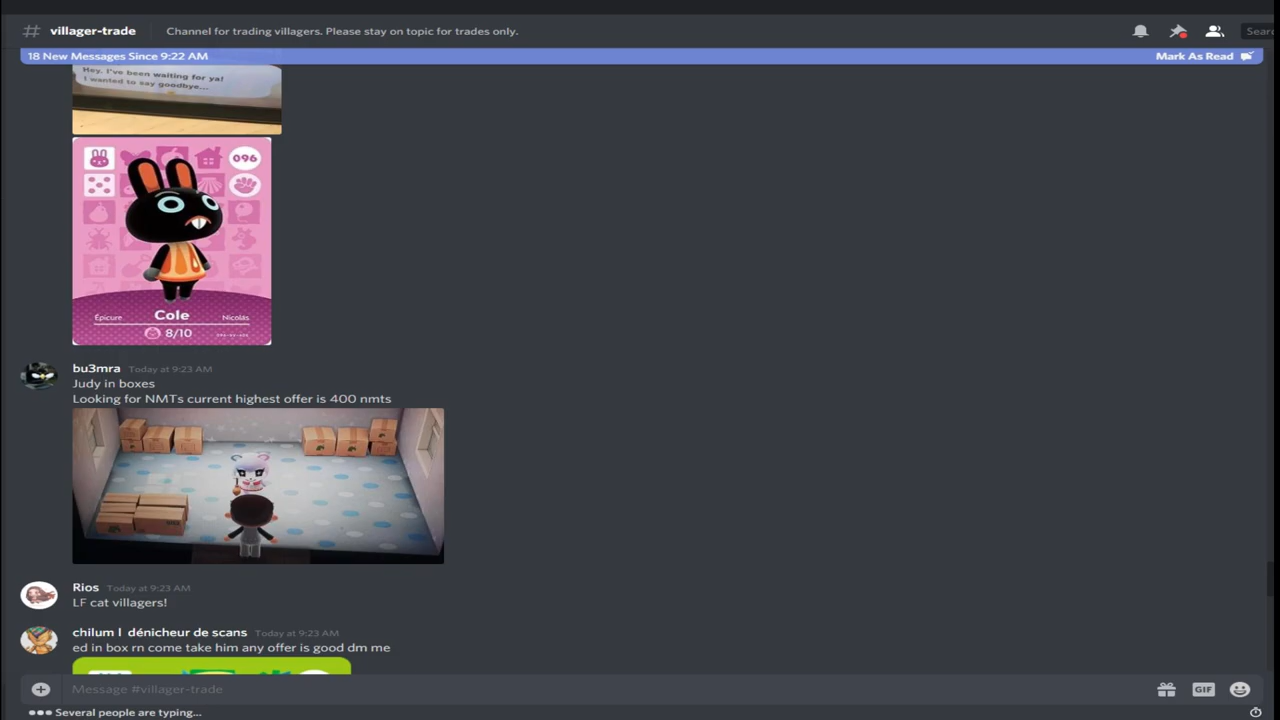 villager-trade
Channel for trading villagers. Please stay on topic for trades only.
Sear
18 New Messages Since 9:22 AM
Mark As Read
Hey, I've been waiting for ya!
I wanted to say goodbye...
096
Épicure
Cole
Nicolás
8/10
bu3mra Today at 9:23 AM
Judy in boxes
Looking for NMTs current highest offer is 400 nmts
Rios Today at 9:23 AM
LF cat villagers!
chilum l dénicheur de scans Today at 9:23 AM
ed in box rn come take him any offer is good dm me
Message #villager-trade
GIF
Several people are typing...